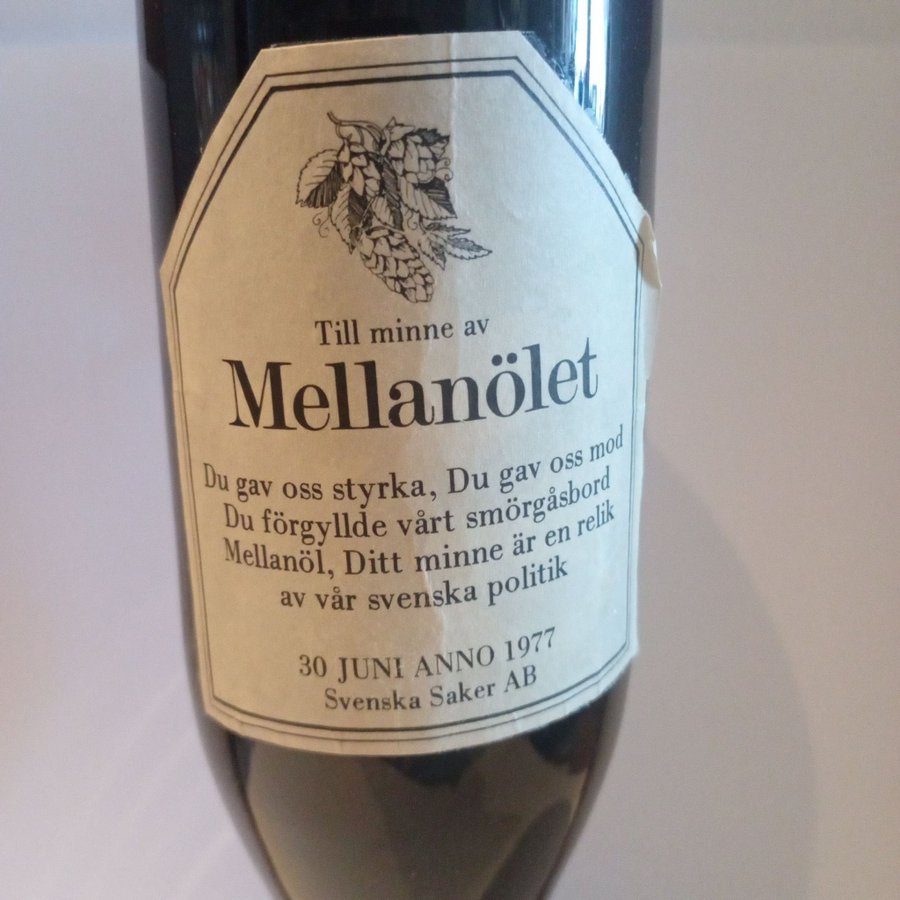 Till minne av
Mellanölet
Du gav oss styrka, Du gav oss mod
Du förgyllde vårt smörgåsbord
Mellanöl, Ditt minne är en relik
av vår svenska politik
30 JUNI ANNO 1977
Svenska Saker AB